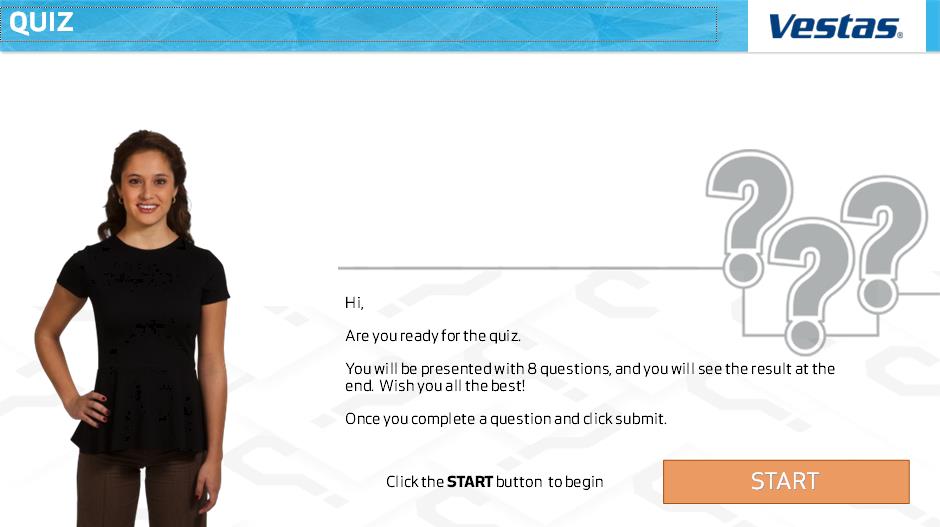 QUIZ
Vestas®
Hi,
Are you ready for the quiz.
You will be presented with 8 questions, and you will see the result at the
end. Wish you all the best!
Once you complete a question and click submit.
Click the START button to begin
START